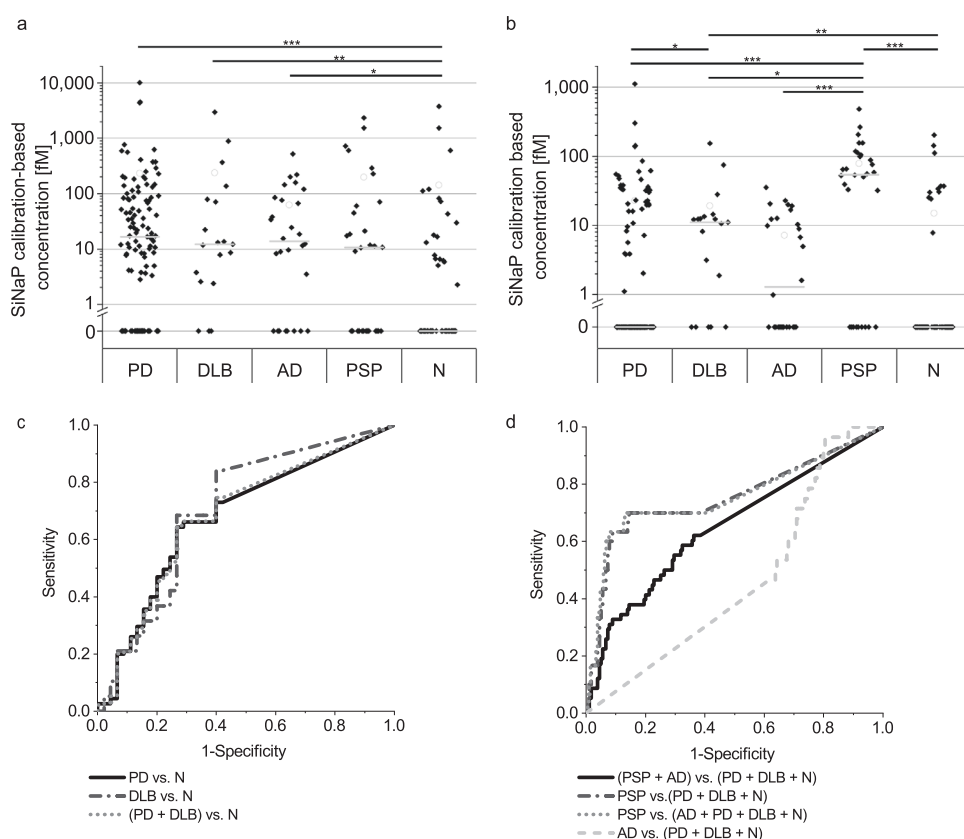 a
***
**
*
SiNaP calibration-based
concentration [fM]
10,000
1,000
100
10
1
0
PD DLB AD PSP N
b
**
* ***
***
*
***
SiNaP calibration based
concentration [fM]
1,000
100
10
1
0
PD DLB AD PSP N
c
Sensitivity
1.0
0.8
0.6
0.4
0.2
0.0
0.0 0.2 0.4 0.6 0.8 1.0
1-Specificity
PD vs. N
DLB vs. N
(PD + DLB) vs. N
d
Sensitivity
1.0
0.8
0.6
0.4
0.2
0.0
0.0 0.2 0.4 0.6 0.8 1.0
1-Specificity
(PSP + AD) vs. (PD + DLB + N)
PSP vs.(PD + DLB + N)
PSP vs. (AD + PD + DLB + N)
AD vs. (PD + DLB + N)